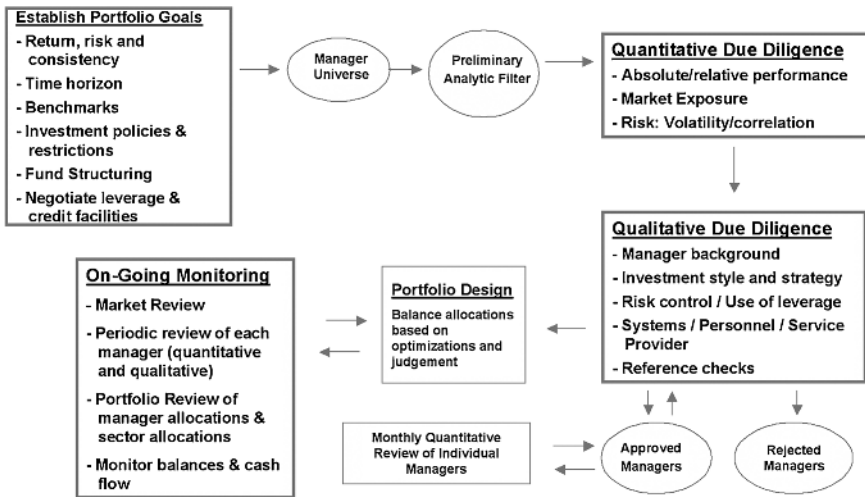 Establish Portfolio Goals
- Return, risk and
consistency
- Time horizon
- Benchmarks
- Investment policies &
restrictions
- Fund Structuring
- Negotiate leverage &
credit facilities
Manager
Universe
Preliminary
Analytic Filter
Quantitative Due Diligence
- Absolute/relative performance
- Market Exposure
- Risk: Volatility/correlation
Qualitative Due Diligence
- Manager background
- Investment style and strategy
- Risk control / Use of leverage
- Systems / Personnel / Service
Provider
- Reference checks
On-Going Monitoring
- Market Review
- Periodic review of each
manager (quantitative
and qualitative)
- Portfolio Review of
manager allocations &
sector allocations
- Monitor balances & cash
flow
Portfolio Design
Balance allocations
based on
optimizations and
judgement
Monthly Quantitative
Review of Individual
Managers
Approved
Managers
Rejected
Managers